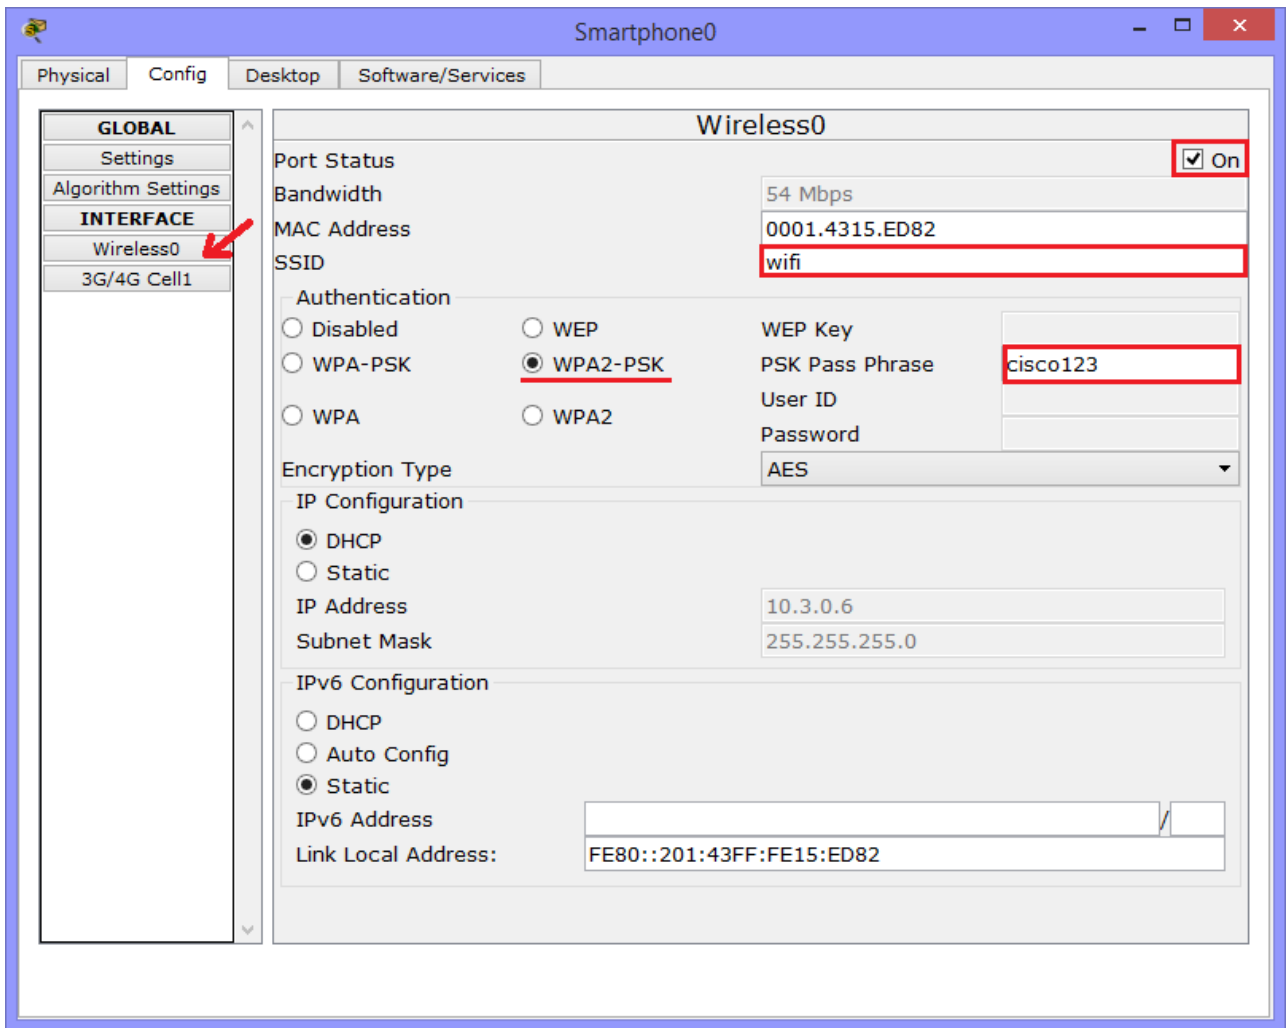 Smartphone0
Physical Config Desktop Software/Services
GLOBAL
Settings
Algorithm Settings
INTERFACE
Wireless0
3G/4G Cell1
Wireless0
Port Status On
Bandwidth 54 Mbps
MAC Address 0001.4315.ED82
SSID wifi
Authentication
Disabled WEP WEP Key
WPA-PSK WPA2-PSK PSK Pass Phrase cisco123
User ID
WPA WPA2
Password
Encryption Type AES
IP Configuration
DHCP
Static
IP Address 10.3.0.6
Subnet Mask 255.255.255.0
IPv6 Configuration
DHCP
Auto Config
Static
IPv6 Address /
Link Local Address: FE80::201:43FF:FE15:ED82